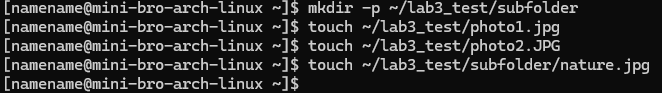 [namename@mini-bro-arch-linux ~]$ mkdir -p ~/lab3_test/subfolder
[namename@mini-bro-arch-linux ~]$ touch ~/lab3_test/photo1.jpg
[namename@mini-bro-arch-linux ~]$ touch ~/lab3_test/photo2.JPG
[namename@mini-bro-arch-linux ~]$ touch ~/lab3_test/subfolder/nature.jpg
[namename@mini-bro-arch-linux ~]$